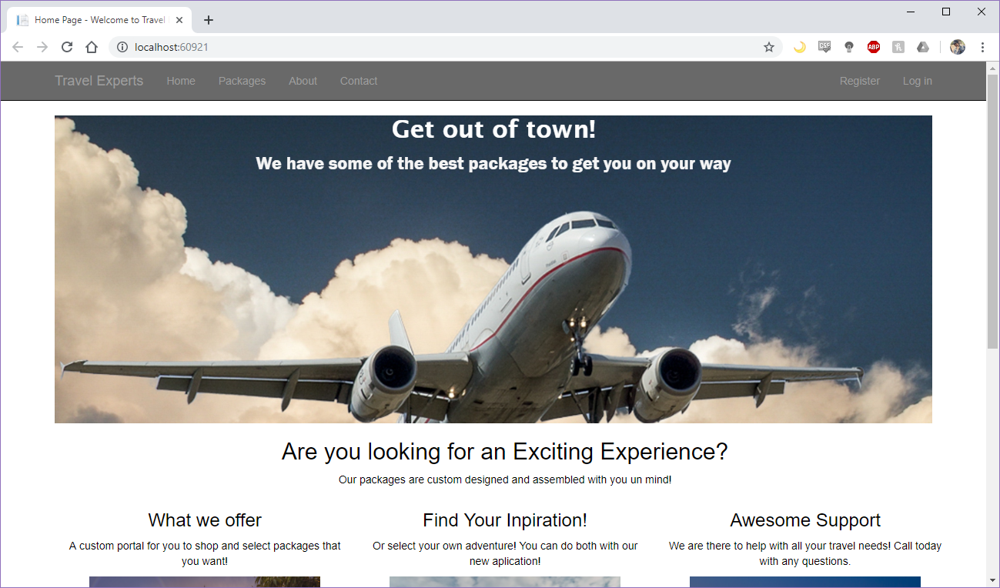 Home Page - Welcome to Travel
localhost:60921
CSS
ABP
Travel Experts Home Packages About Contact Register Log in
Get out of town!
We have some of the best packages to get you on your way
Are you looking for an Exciting Experience?
Our packages are custom designed and assembled with you un mind!
What we offer
A custom portal for you to shop and select packages that
you want!
Find Your Inpiration!
Or select your own adventure! You can do both with our
new aplication!
Awesome Support
We are there to help with all your travel needs! Call today
with any questions.